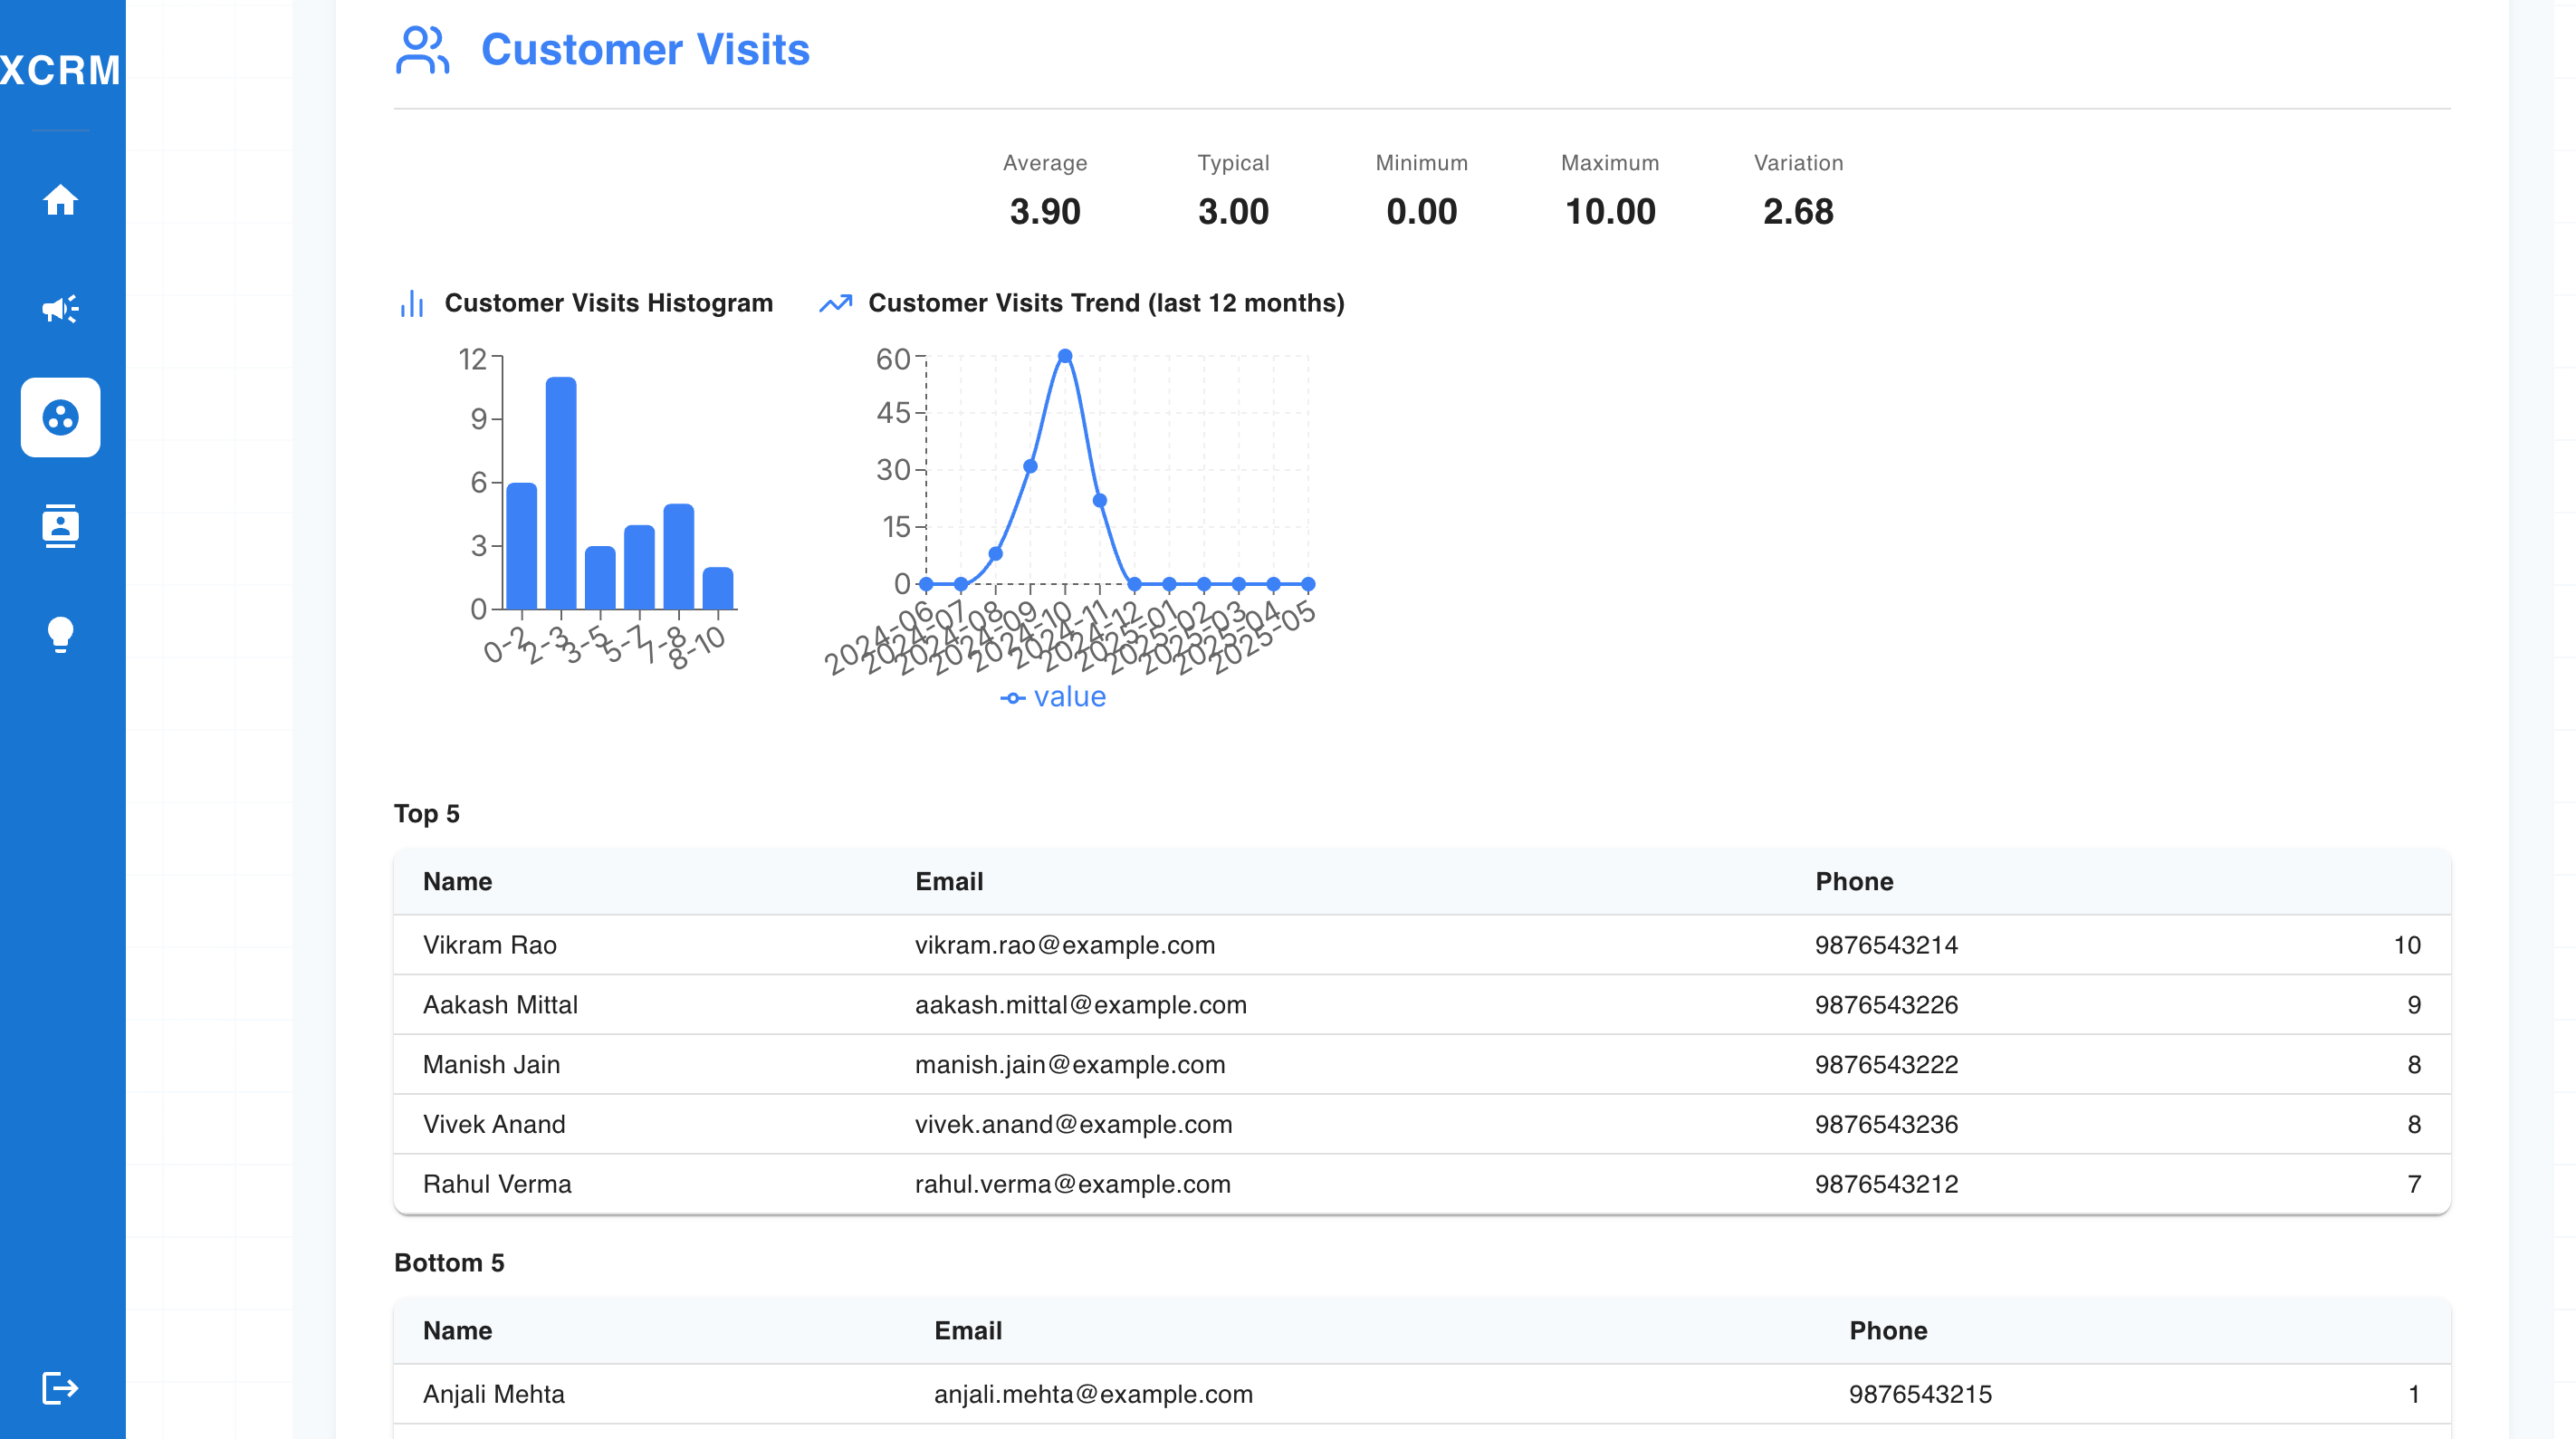 XCRM
Customer Visits
Average Typical Minimum Maximum Variation
3.90 3.00 0.00 10.00 2.68
Customer Visits Histogram
12
9
6
3
0
0-2 2-3 3-5 5-7 7-8 8-10
Customer Visits Trend (last 12 months)
60
45
30
15
0
2024-06 2024-07 2024-08 2024-09 2024-10 2024-11 2024-12 2025-01 2025-02 2025-03 2025-04 2025-05
value
Top 5
Name Email Phone
Vikram Rao vikram.rao@example.com 9876543214 10
Aakash Mittal aakash.mittal@example.com 9876543226 9
Manish Jain manish.jain@example.com 9876543222 8
Vivek Anand vivek.anand@example.com 9876543236 8
Rahul Verma rahul.verma@example.com 9876543212 7
Bottom 5
Name Email Phone
Anjali Mehta anjali.mehta@example.com 9876543215 1